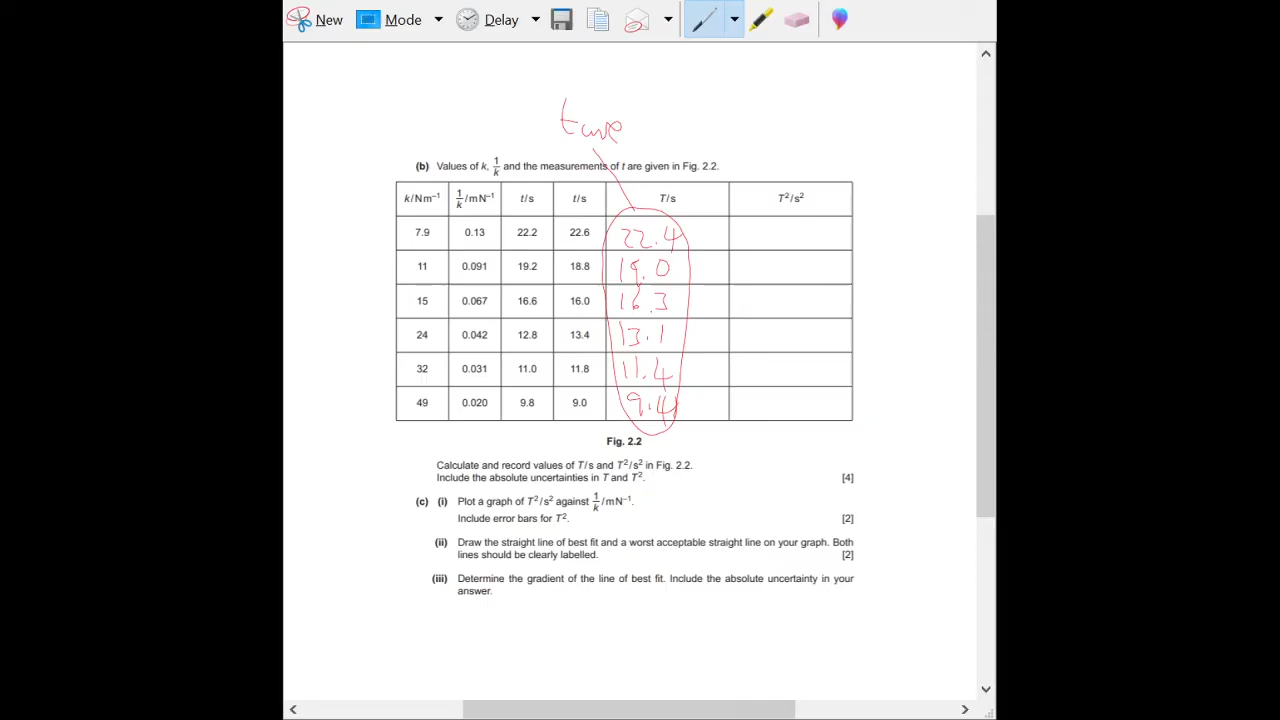 New Mode Delay
t ave
(b) Values of k, 1/k and the measurements of t are given in Fig. 2.2.
k/Nm⁻¹ 1/k /mN⁻¹ t/s t/s T/s T²/s²
7.9 0.13 22.2 22.6 22.4
11 0.091 19.2 18.8 19.0
15 0.067 16.6 16.0 16.3
24 0.042 12.8 13.4 13.1
32 0.031 11.0 11.8 11.4
49 0.020 9.8 9.0 9.4
Fig. 2.2
Calculate and record values of T/s and T²/s² in Fig. 2.2.
Include the absolute uncertainties in T and T². [4]
(c) (i) Plot a graph of T²/s² against 1/k /mN⁻¹.
Include error bars for T². [2]
(ii) Draw the straight line of best fit and a worst acceptable straight line on your graph. Both
lines should be clearly labelled. [2]
(iii) Determine the gradient of the line of best fit. Include the absolute uncertainty in your
answer.